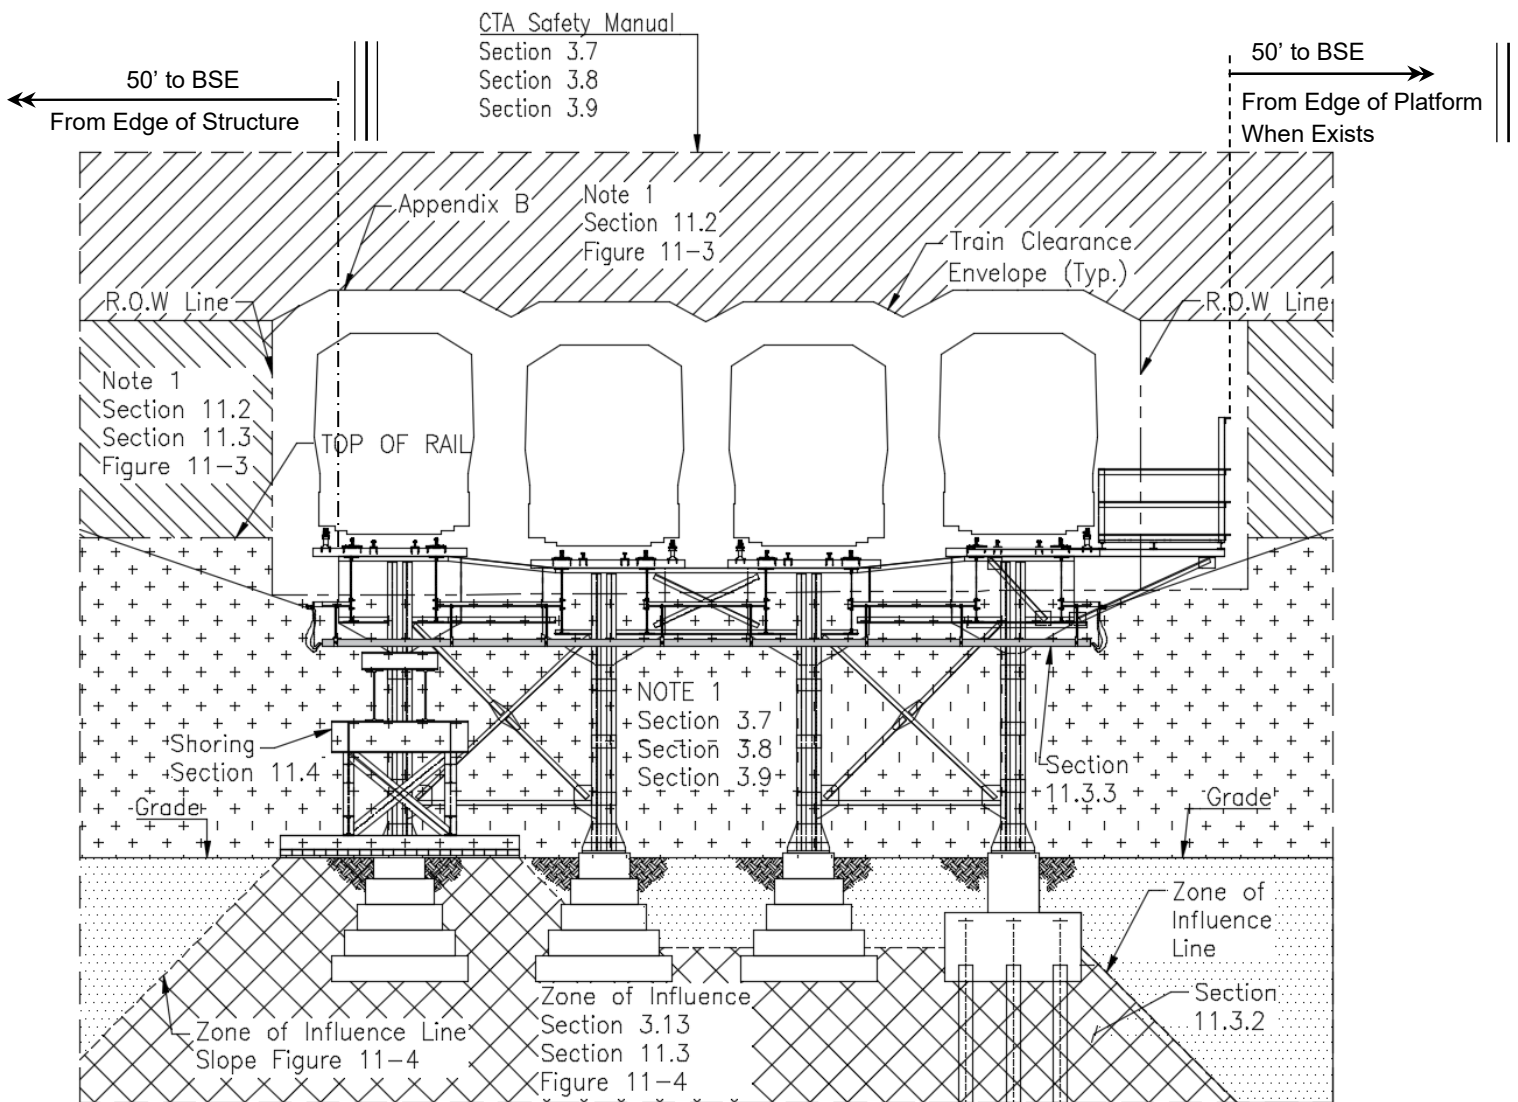 CTA Safety Manual
Section 3.7
Section 3.8
Section 3.9
50’ to BSE
From Edge of Structure
50’ to BSE
From Edge of Platform
When Exists
Appendix B
Note 1
Section 11.2
Figure 11-3
Train Clearance
Envelope (Typ.)
R.O.W Line
R.O.W Line
Note 1
Section 11.2
Section 11.3
Figure 11-3
TOP OF RAIL
NOTE 1
Section 3.7
Section 3.8
Section 3.9
Shoring
Section 11.4
Section
11.3.3
Grade
Grade
Zone of
Influence
Line
Section
11.3.2
Zone of Influence Line
Slope Figure 11-4
Zone of Influence
Section 3.13
Section 11.3
Figure 11-4